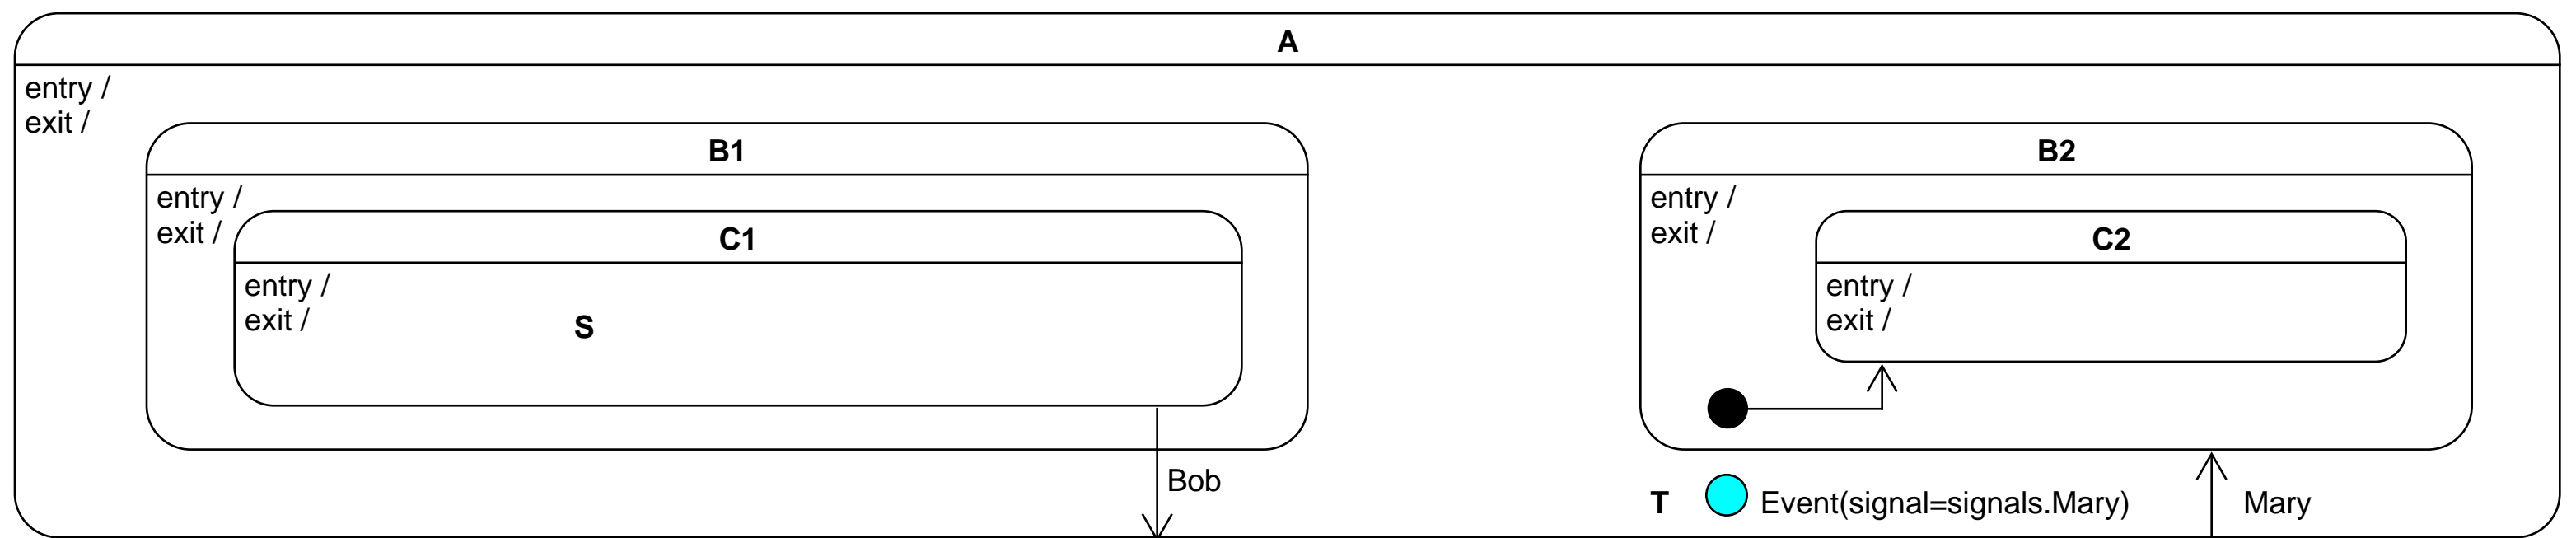 A
entry /
exit /
B1
entry /
exit /
C1
entry /
exit /
S
Bob
B2
entry /
exit /
C2
entry /
exit /
T
Event(signal=signals.Mary)
Mary